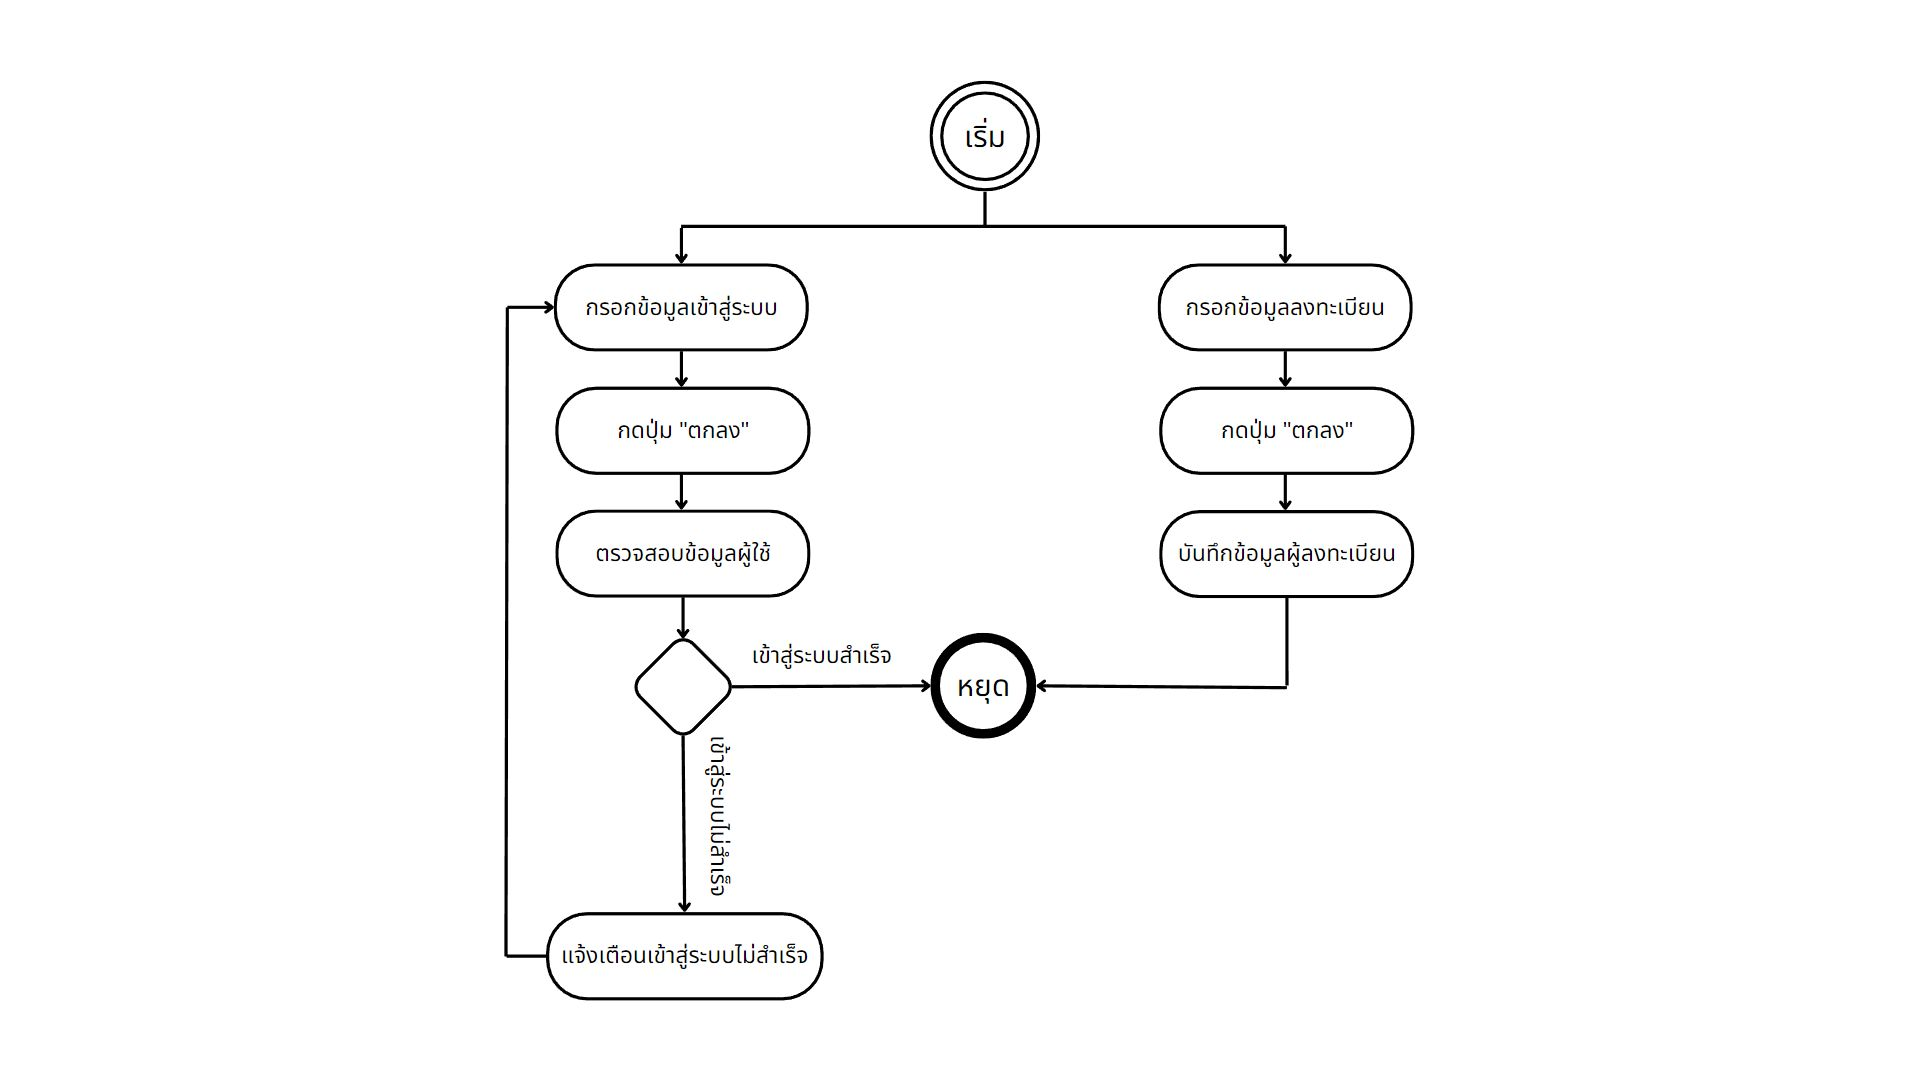 เริ่ม
กรอกข้อมูลเข้าสู่ระบบ
กรอกข้อมูลลงทะเบียน
กดปุ่ม "ตกลง"
กดปุ่ม "ตกลง"
ตรวจสอบข้อมูลผู้ใช้
บันทึกข้อมูลผู้ลงทะเบียน
เข้าสู่ระบบสำเร็จ
หยุด
เข้าสู่ระบบไม่สำเร็จ
แจ้งเตือนเข้าสู่ระบบไม่สำเร็จ